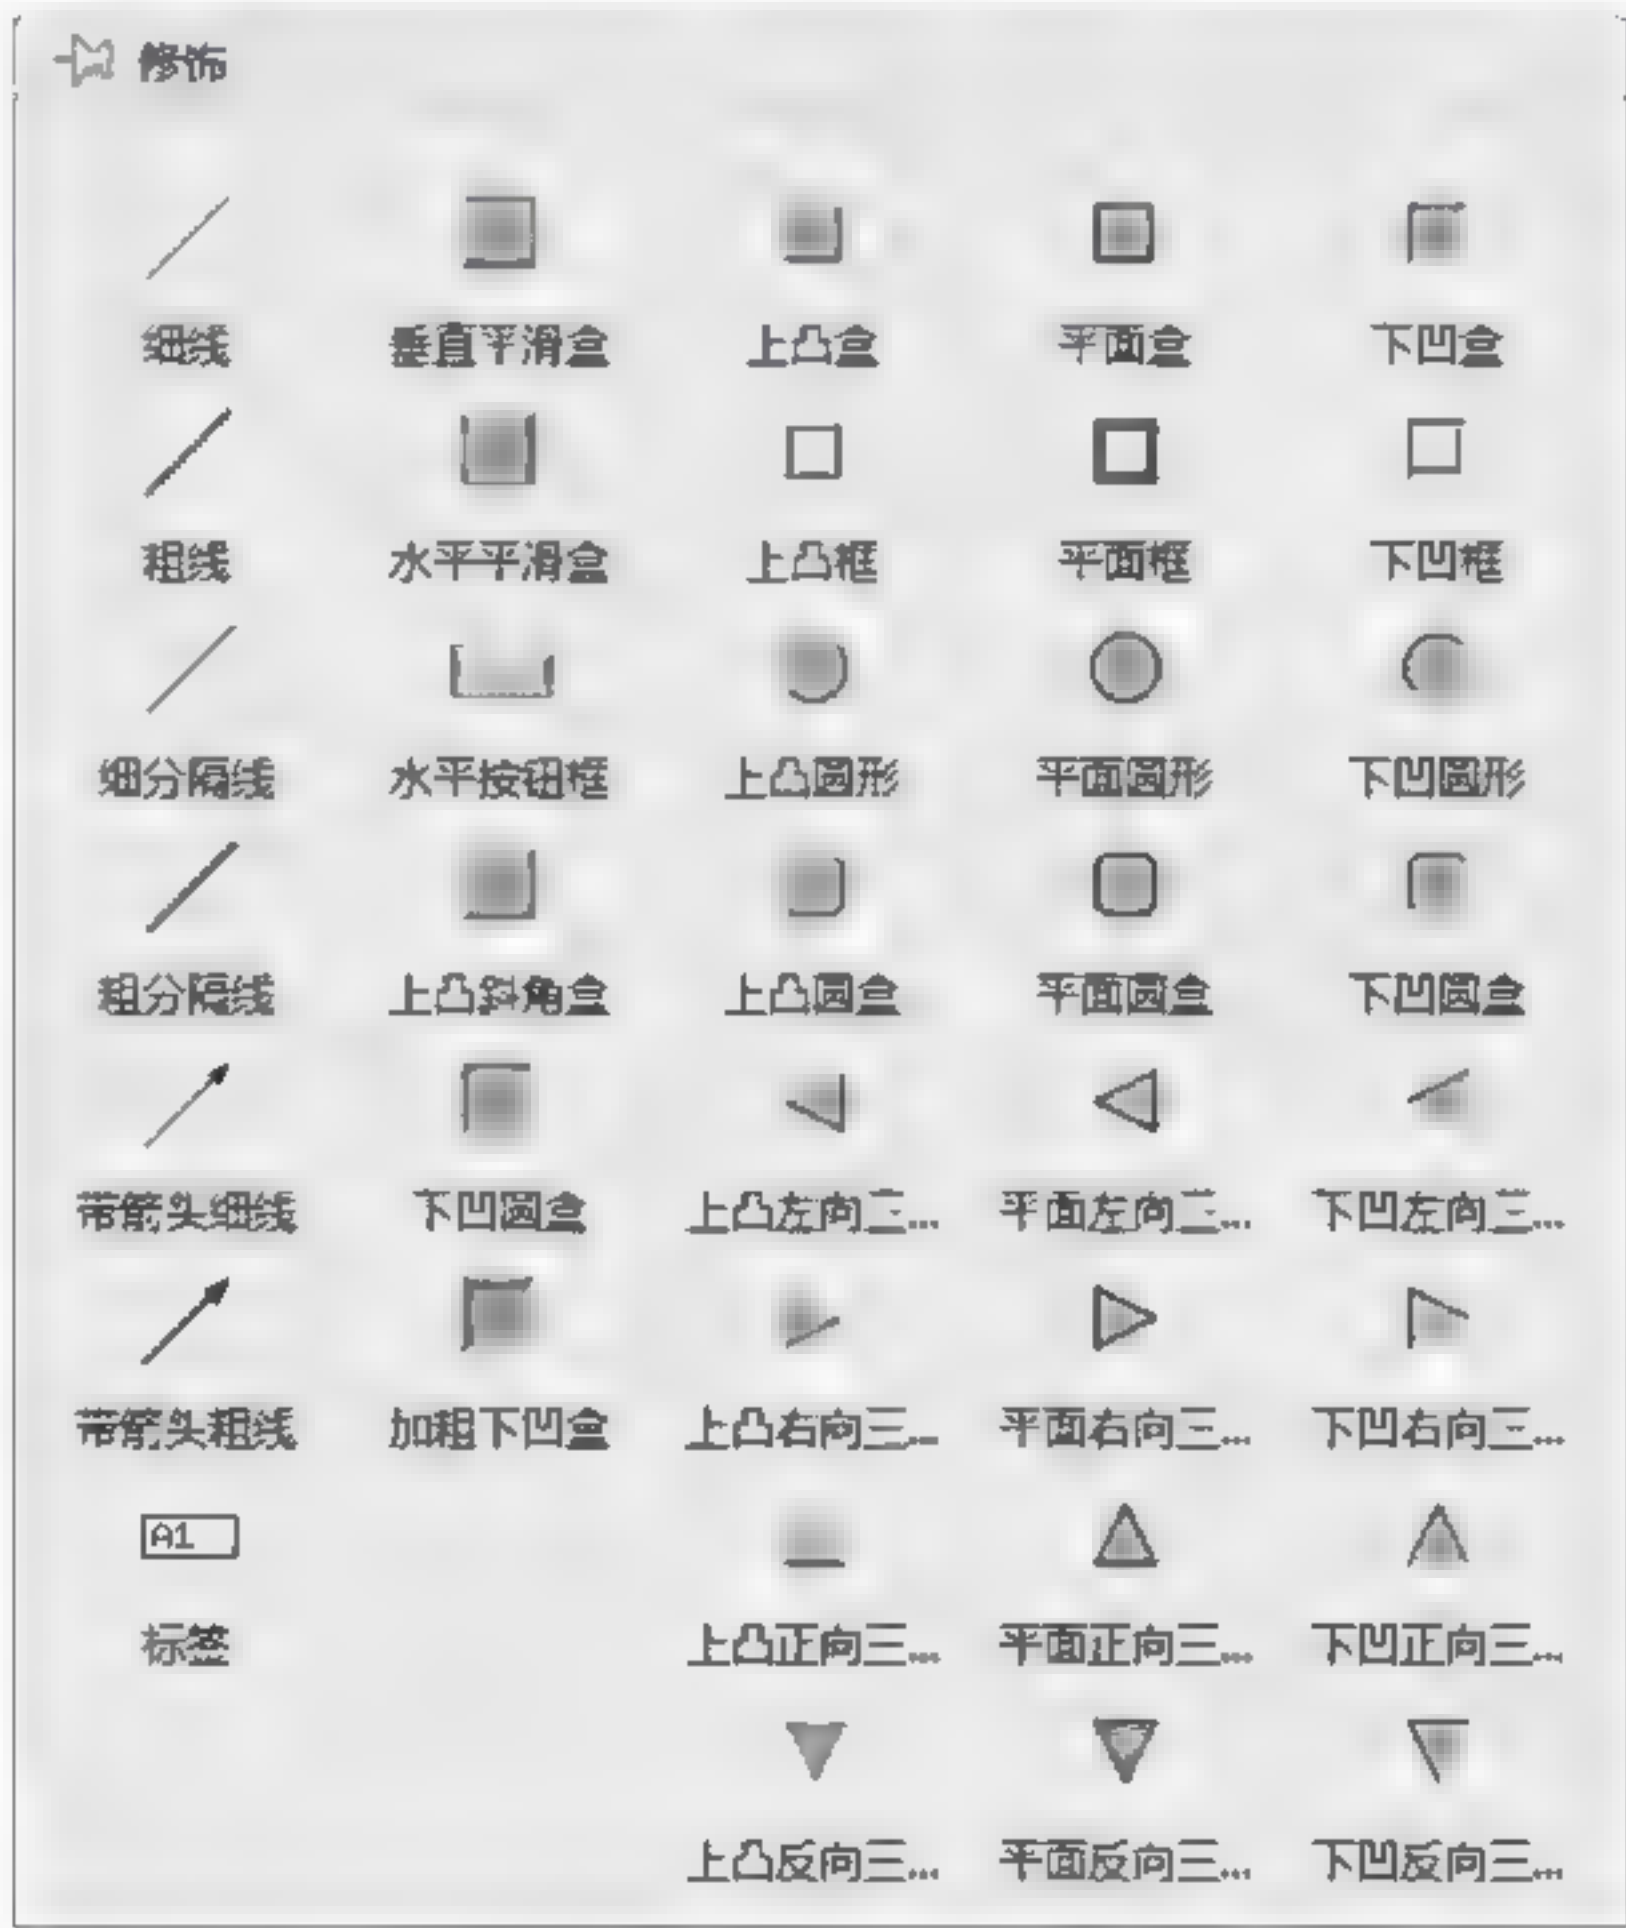 修饰
细线 垂直平滑盒 上凸盒 平面盒 下凹盒
粗线 水平平滑盒 上凸框 平面框 下凹框
细分隔线 水平按钮框 上凸圆形 平面圆形 下凹圆形
粗分隔线 上凸斜角盒 上凸圆盒 平面圆盒 下凹圆盒
带箭头细线 下凹圆盒 上凸左向三... 平面左向三... 下凹左向三...
带箭头粗线 加粗下凹盒 上凸右向三... 平面右向三... 下凹右向三...
A1
标签 上凸正向三... 平面正向三... 下凹正向三...
上凸反向三... 平面反向三... 下凹反向三...